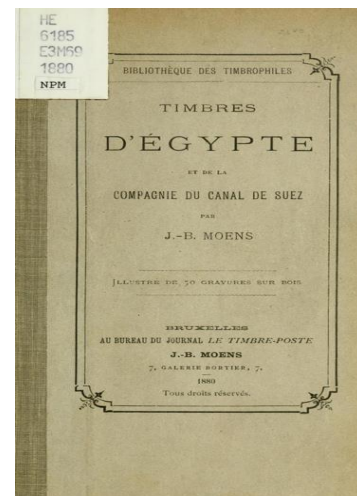 HE
6185
E3M69
1880
NPM
BIBLIOTHÈQUE DES TIMBROPHILES
TIMBRES
D'ÉGYPTE
ET DE LA
COMPAGNIE DU CANAL DE SUEZ
PAR
J.-B. MOENS
ILLUSTRÉ DE 50 GRAVURES SUR BOIS
BRUXELLES
AU BUREAU DU JOURNAL LE TIMBRE-POSTE
J.-B. MOENS
7, GALERIE BORTIER, 7,
1880
Tous droits réservés.